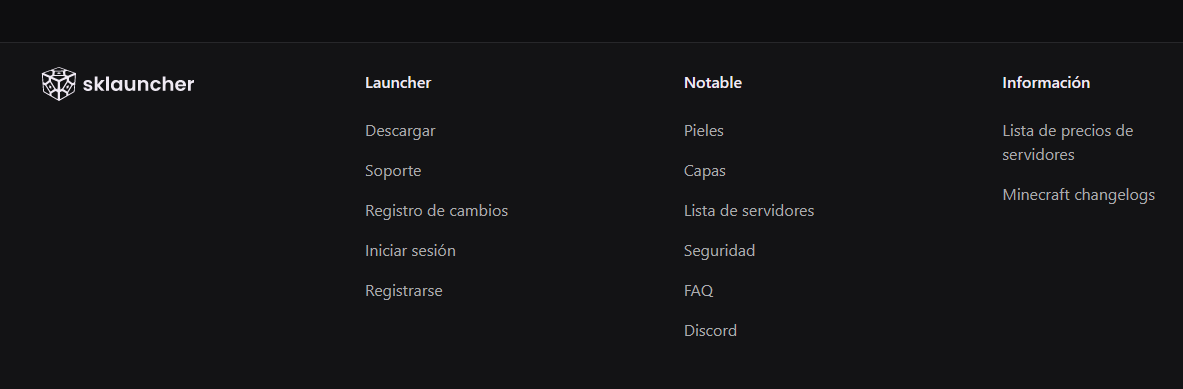 sklauncher
Launcher
Descargar
Soporte
Registro de cambios
Iniciar sesión
Registrarse
Notable
Pieles
Capas
Lista de servidores
Seguridad
FAQ
Discord
Información
Lista de precios de
servidores
Minecraft changelogs